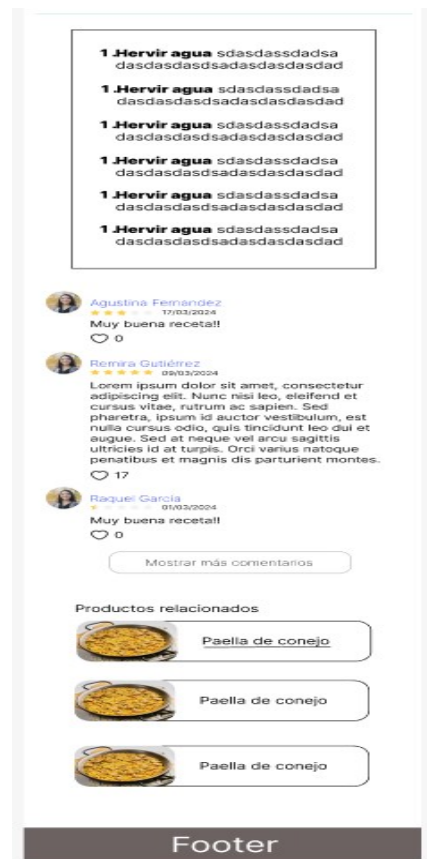 1 .Hervir agua sdasdassdadsa
dasdasdasdsadasdasdasdad
1 .Hervir agua sdasdassdadsa
dasdasdasdsadasdasdasdad
1 .Hervir agua sdasdassdadsa
dasdasdasdsadasdasdasdad
1 .Hervir agua sdasdassdadsa
dasdasdasdsadasdasdasdad
1 .Hervir agua sdasdassdadsa
dasdasdasdsadasdasdasdad
1 .Hervir agua sdasdassdadsa
dasdasdasdsadasdasdasdad
Agustina Fernandez
17/03/2024
Muy buena receta!!
0
Remira Gutiérrez
09/03/2024
Lorem ipsum dolor sit amet, consectetur
adipiscing elit. Nunc nisi leo, eleifend et
cursus vitae, rutrum ac sapien. Sed
pharetra, ipsum id auctor vestibulum, est
nulla cursus odio, quis tincidunt leo dui et
augue. Sed at neque vel arcu sagittis
ultricies id at turpis. Orci varius natoque
penatibus et magnis dis parturient montes.
17
Raquel Garcia
01/03/2024
Muy buena receta!!
0
Mostrar más comentarios
Productos relacionados
Paella de conejo
Paella de conejo
Paella de conejo
Footer